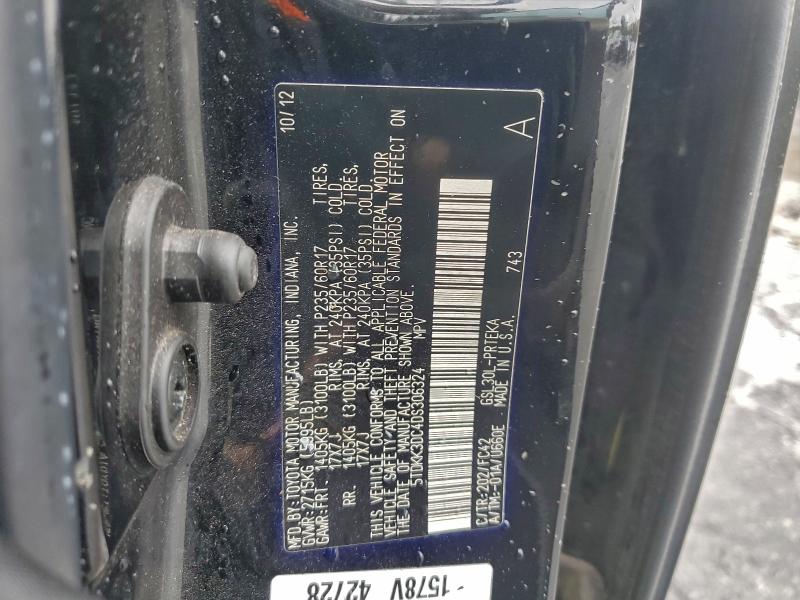 MFD.BY:TOYOTA MOTOR MANUFACTURING, INDIANA, INC. 10/12
GVWR:2715KG (5995LB)
GAWR:FRT. 1405KG (3100LB) WITH P235/60R17 TIRES,
17X7J RIMS, AT 240KPA (35PSI) COLD
RR. 1405KG (3100LB) WITH P235/60R17 TIRES,
17X7J RIMS, AT 240KPA (35PSI) COLD
THIS VEHICLE CONFORMS TO ALL APPLICABLE FEDERAL MOTOR
VEHICLE SAFETY AND THEFT PREVENTION STANDARDS IN EFFECT ON
THE DATE OF MANUFACTURE SHOWN ABOVE.
5TDKK3DC4DS306324 MPV
C/TR:202/FC42 GSL30L-PRTEKA
A/TM:-01A/U660E MADE IN U.S.A.
743
A
1578V
42728